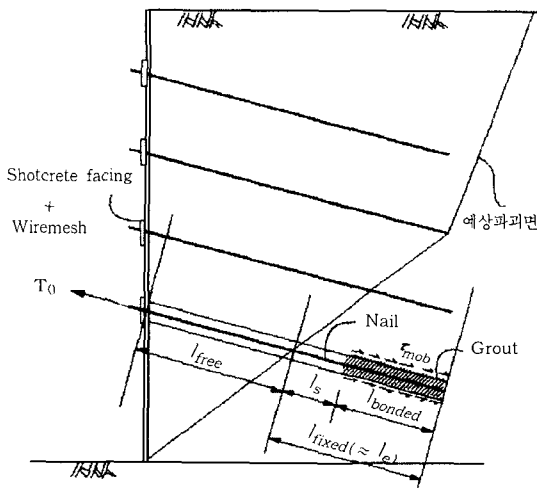 Shotcrete facing
+
Wiremesh
예상파괴면
T0
Nail
τmob
Grout
lfree
ls
lbonded
lfixed(≈ le)